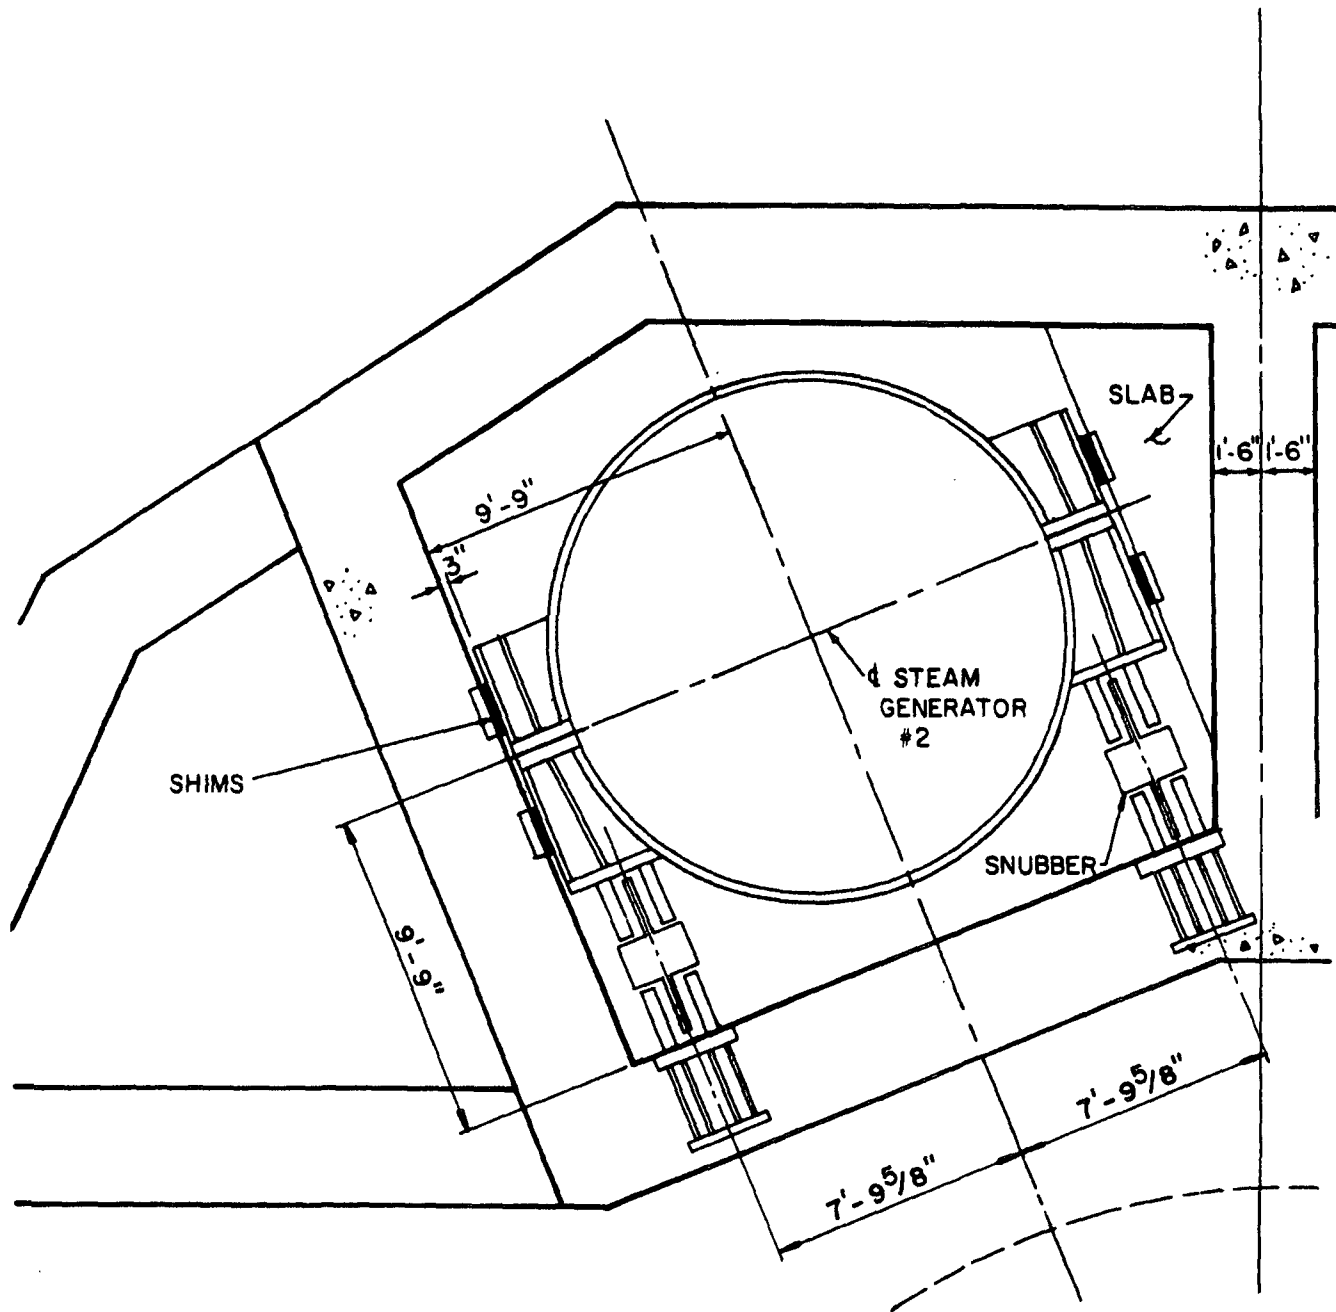 SLAB
1'-6" 1'-6"
9'-9"
3"
℄ STEAM
GENERATOR
#2
SHIMS
SNUBBER
9'-9"
7'-9 5/8"
7'-9 5/8"